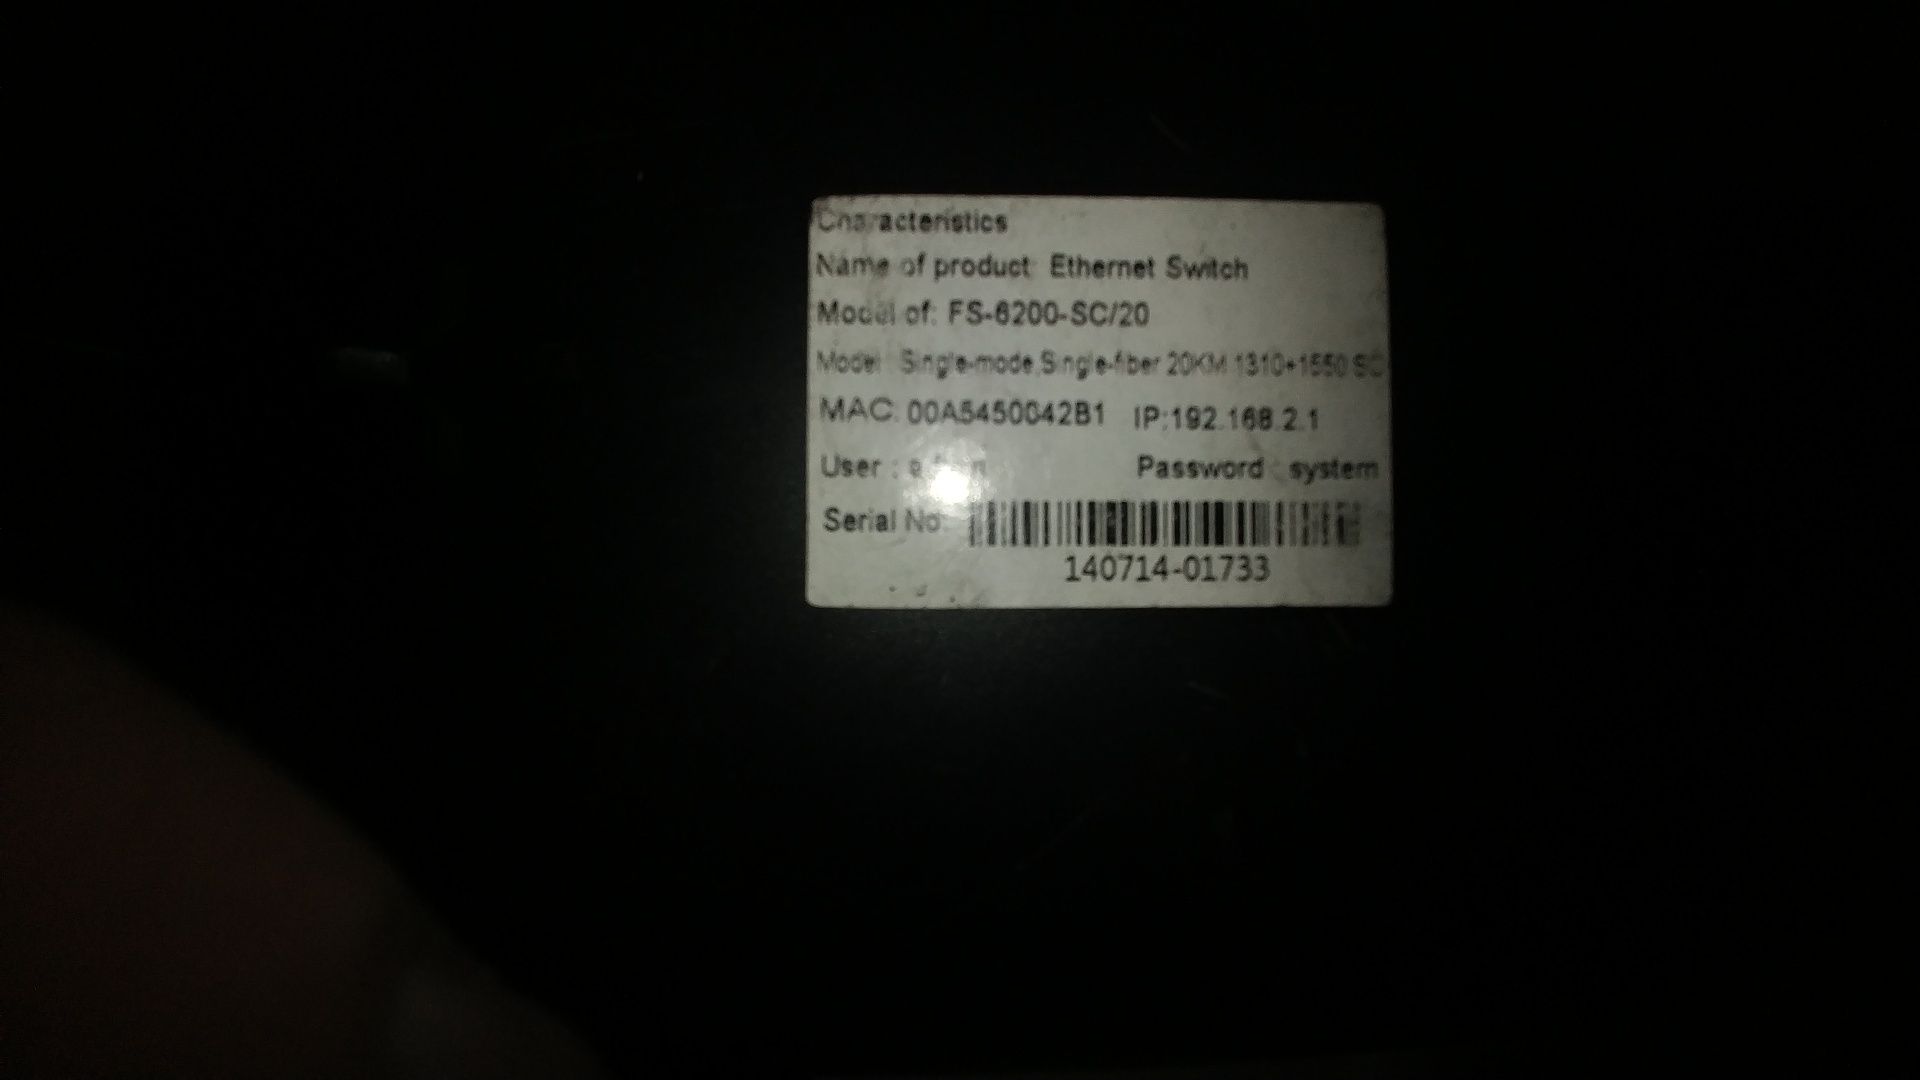 Characteristics
Name of product: Ethernet Switch
Model of: FS-6200-SC/20
Model: Single-mode,Single-fiber 20KM 1310+1550 SC
MAC: IP:192.168.2.1
User : Password : system
Serial No:
140714-01733